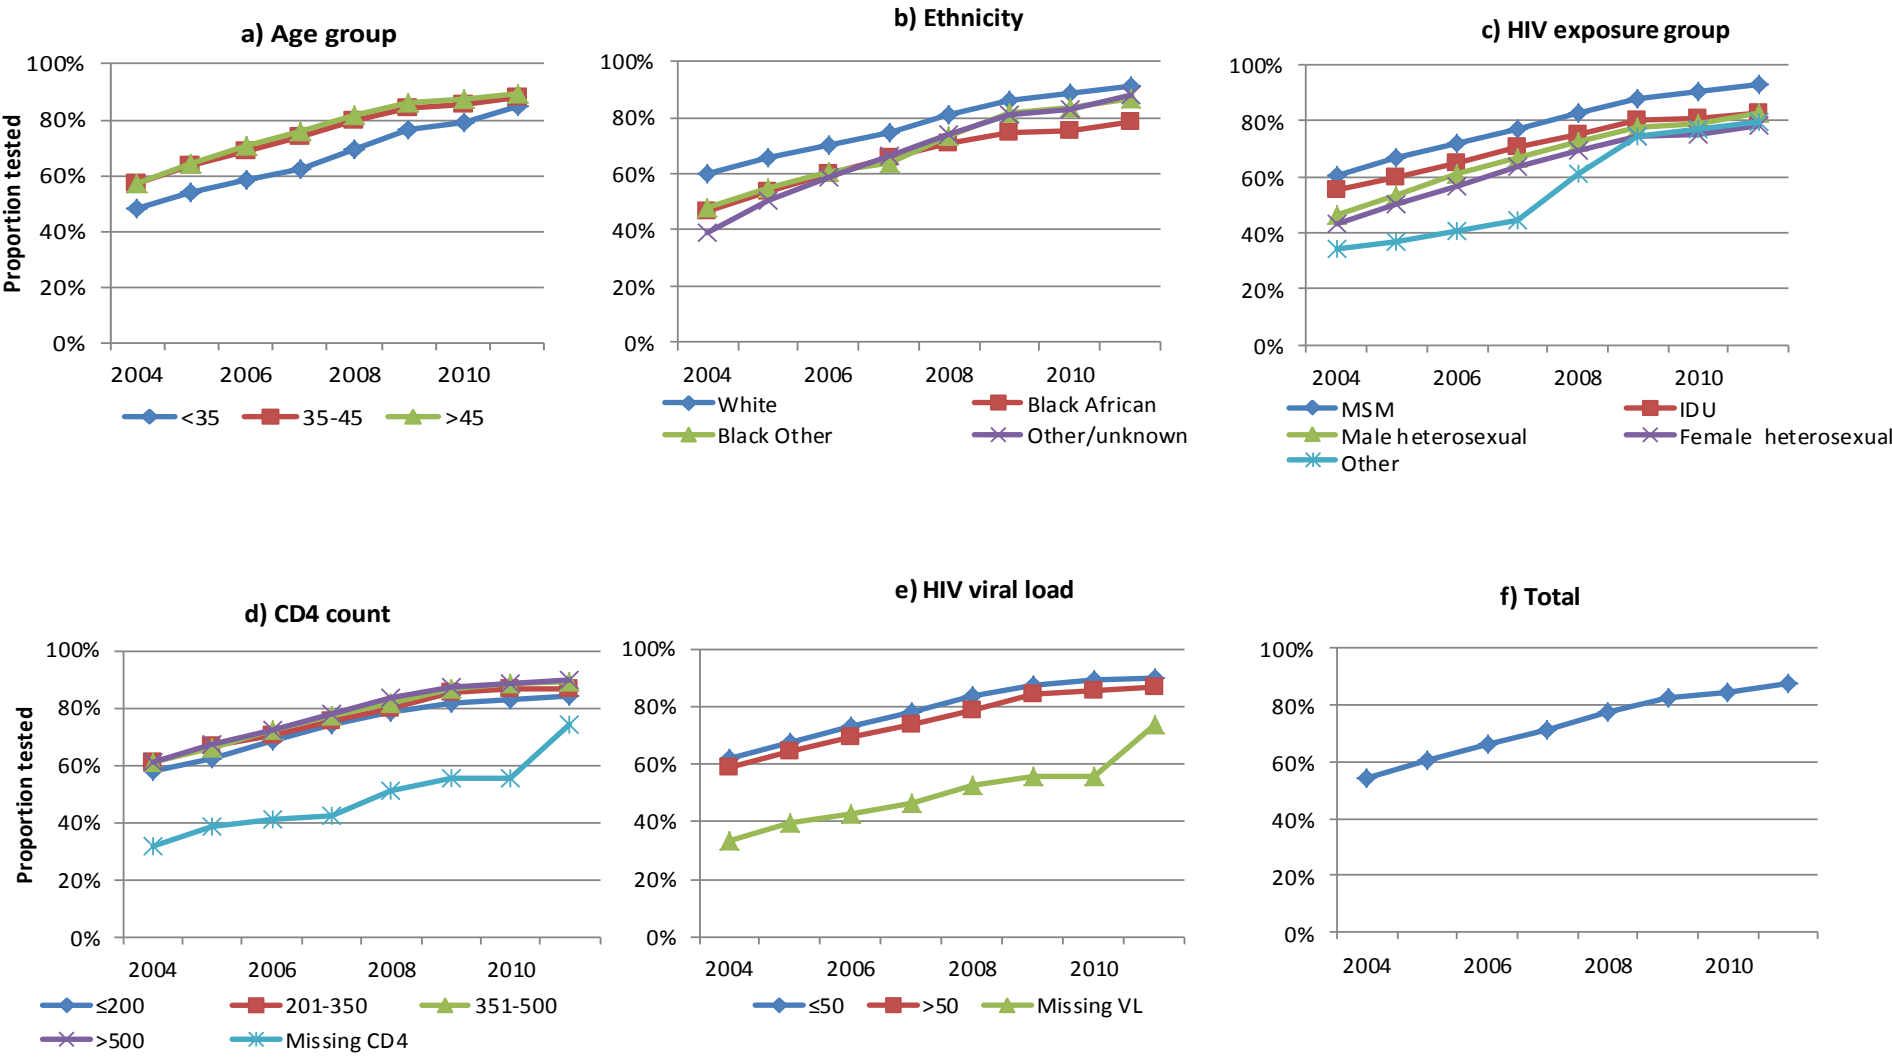 a) Age group
100%
80%
60%
40%
20%
0%
Proportion tested
2004 2006 2008 2010
<35 35-45 >45
b) Ethnicity
100%
80%
60%
40%
20%
0%
2004 2006 2008 2010
White Black African
Black Other Other/unknown
c) HIV exposure group
100%
80%
60%
40%
20%
0%
2004 2006 2008 2010
MSM IDU
Male heterosexual Female heterosexual
Other
d) CD4 count
100%
80%
60%
40%
20%
0%
Proportion tested
2004 2006 2008 2010
≤200 201-350 351-500
>500 Missing CD4
e) HIV viral load
100%
80%
60%
40%
20%
0%
2004 2006 2008 2010
≤50 >50 Missing VL
f) Total
100%
80%
60%
40%
20%
0%
2004 2006 2008 2010